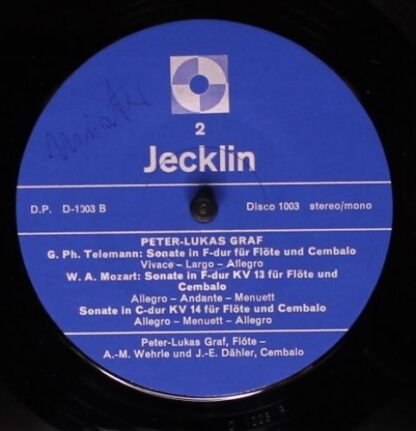 2
Jecklin
D.P. D-1003 B
Disco 1003 stereo/mono
PETER-LUKAS GRAF
G. Ph. Telemann: Sonate in F-dur für Flöte und Cembalo
Vivace - Largo - Allegro
W. A. Mozart: Sonate in F-dur KV 13 für Flöte und
Cembalo
Allegro - Andante - Menuett
Sonate in C-dur KV 14 für Flöte und Cembalo
Allegro - Menuett - Allegro
Peter-Lukas Graf, Flöte -
A.-M. Wehrle und J.-E. Dähler, Cembalo